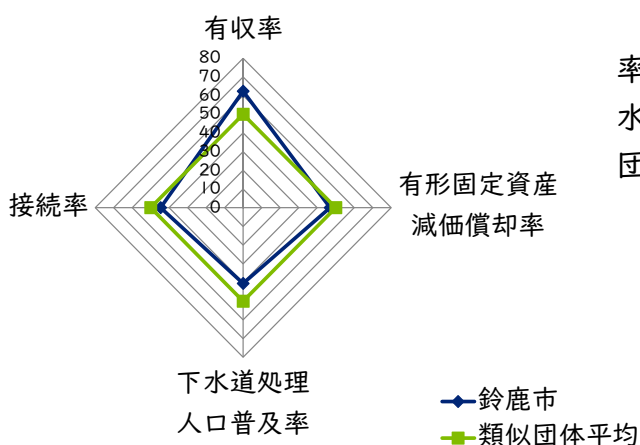 有収率
80
70
60
50
40
30
20
10
0
接続率
有形固定資産
減価償却率
下水道処理
人口普及率
鈴鹿市
類似団体平均
率
水
団